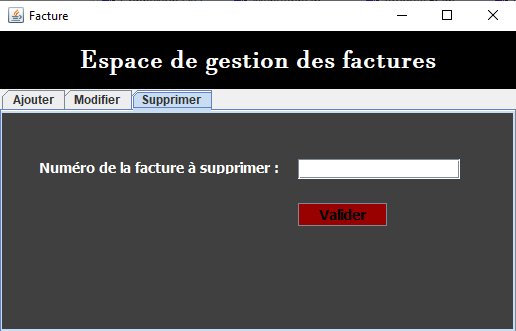 Facture
Espace de gestion des factures
Ajouter Modifier Supprimer
Numéro de la facture à supprimer :
Valider